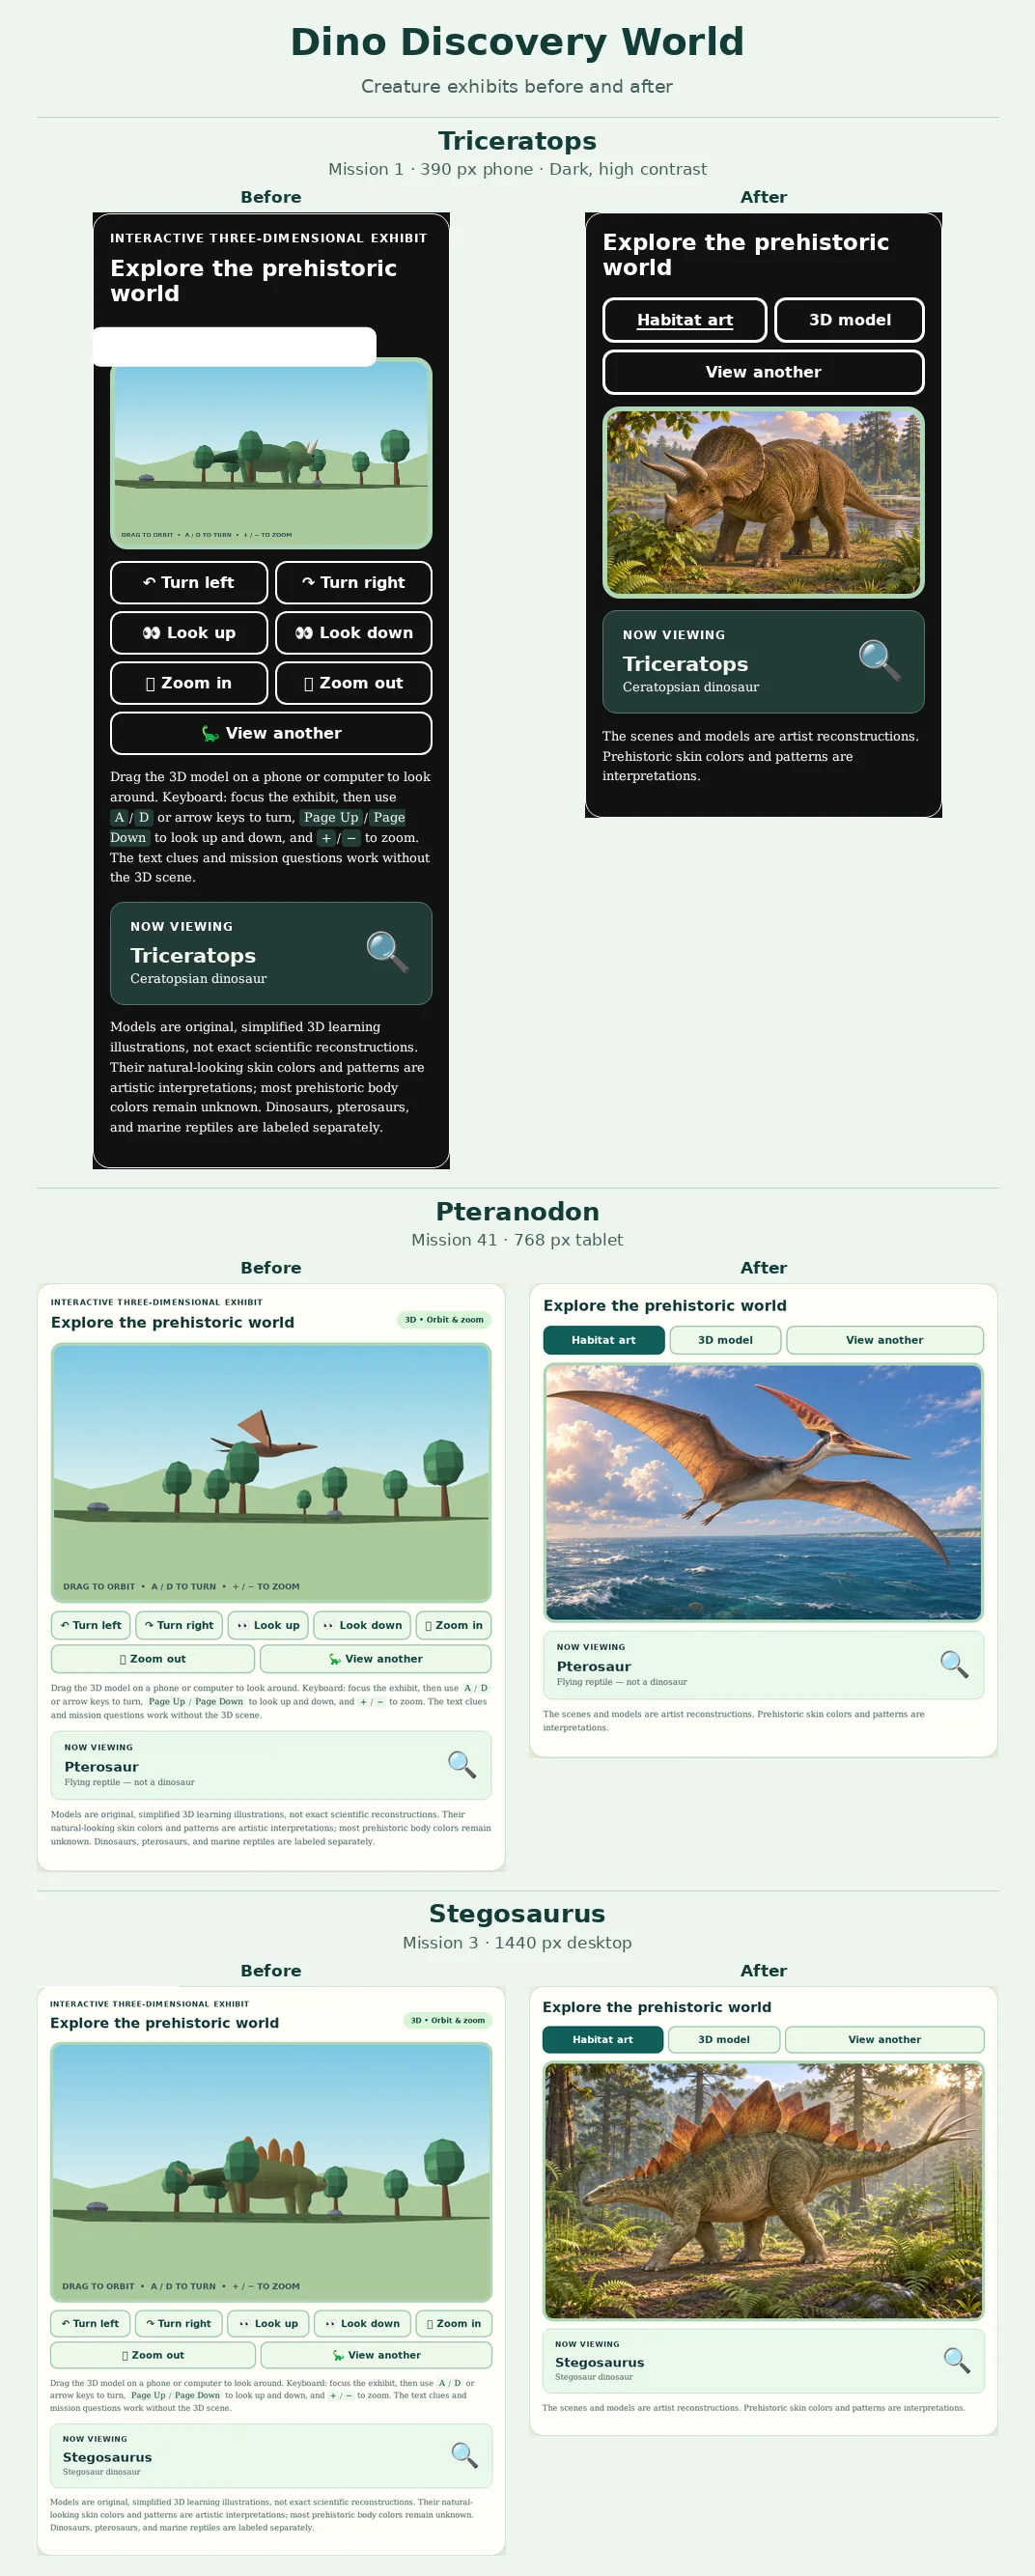 Dino Discovery World
Creature exhibits before and after
Triceratops
Mission 1 · 390 px phone · Dark, high contrast
Before
INTERACTIVE THREE-DIMENSIONAL EXHIBIT
Explore the prehistoric
world
DRAG TO ORBIT • A / D TO TURN • + / − TO ZOOM
↶ Turn left
↷ Turn right
👀 Look up
👀 Look down
Zoom in
Zoom out
🦕 View another
Drag the 3D model on a phone or computer to look
around. Keyboard: focus the exhibit, then use
A / D or arrow keys to turn, Page Up / Page
Down to look up and down, and + / − to zoom.
The text clues and mission questions work without
the 3D scene.
NOW VIEWING
Triceratops
Ceratopsian dinosaur
Models are original, simplified 3D learning
illustrations, not exact scientific reconstructions.
Their natural-looking skin colors and patterns are
artistic interpretations; most prehistoric body
colors remain unknown. Dinosaurs, pterosaurs,
and marine reptiles are labeled separately.
After
Explore the prehistoric
world
Habitat art
3D model
View another
NOW VIEWING
Triceratops
Ceratopsian dinosaur
The scenes and models are artist reconstructions.
Prehistoric skin colors and patterns are
interpretations.
Pteranodon
Mission 41 · 768 px tablet
Before
INTERACTIVE THREE-DIMENSIONAL EXHIBIT
Explore the prehistoric world
3D • Orbit & zoom
DRAG TO ORBIT • A / D TO TURN • + / − TO ZOOM
↶ Turn left
↷ Turn right
👀 Look up
👀 Look down
Zoom in
Zoom out
🦕 View another
Drag the 3D model on a phone or computer to look around. Keyboard: focus the exhibit, then use A / D
or arrow keys to turn, Page Up / Page Down to look up and down, and + / − to zoom. The text clues
and mission questions work without the 3D scene.
NOW VIEWING
Pterosaur
Flying reptile — not a dinosaur
Models are original, simplified 3D learning illustrations, not exact scientific reconstructions. Their
natural-looking skin colors and patterns are artistic interpretations; most prehistoric body colors remain
unknown. Dinosaurs, pterosaurs, and marine reptiles are labeled separately.
After
Explore the prehistoric world
Habitat art
3D model
View another
NOW VIEWING
Pterosaur
Flying reptile — not a dinosaur
The scenes and models are artist reconstructions. Prehistoric skin colors and patterns are
interpretations.
Stegosaurus
Mission 3 · 1440 px desktop
Before
INTERACTIVE THREE-DIMENSIONAL EXHIBIT
Explore the prehistoric world
3D • Orbit & zoom
DRAG TO ORBIT • A / D TO TURN • + / − TO ZOOM
↶ Turn left
↷ Turn right
👀 Look up
👀 Look down
Zoom in
Zoom out
🦕 View another
Drag the 3D model on a phone or computer to look around. Keyboard: focus the exhibit, then use A / D or
arrow keys to turn, Page Up / Page Down to look up and down, and + / − to zoom. The text clues and
mission questions work without the 3D scene.
NOW VIEWING
Stegosaurus
Stegosaur dinosaur
Models are original, simplified 3D learning illustrations, not exact scientific reconstructions. Their natural-
looking skin colors and patterns are artistic interpretations; most prehistoric body colors remain unknown.
Dinosaurs, pterosaurs, and marine reptiles are labeled separately.
After
Explore the prehistoric world
Habitat art
3D model
View another
NOW VIEWING
Stegosaurus
Stegosaur dinosaur
The scenes and models are artist reconstructions. Prehistoric skin colors and patterns are interpretations.